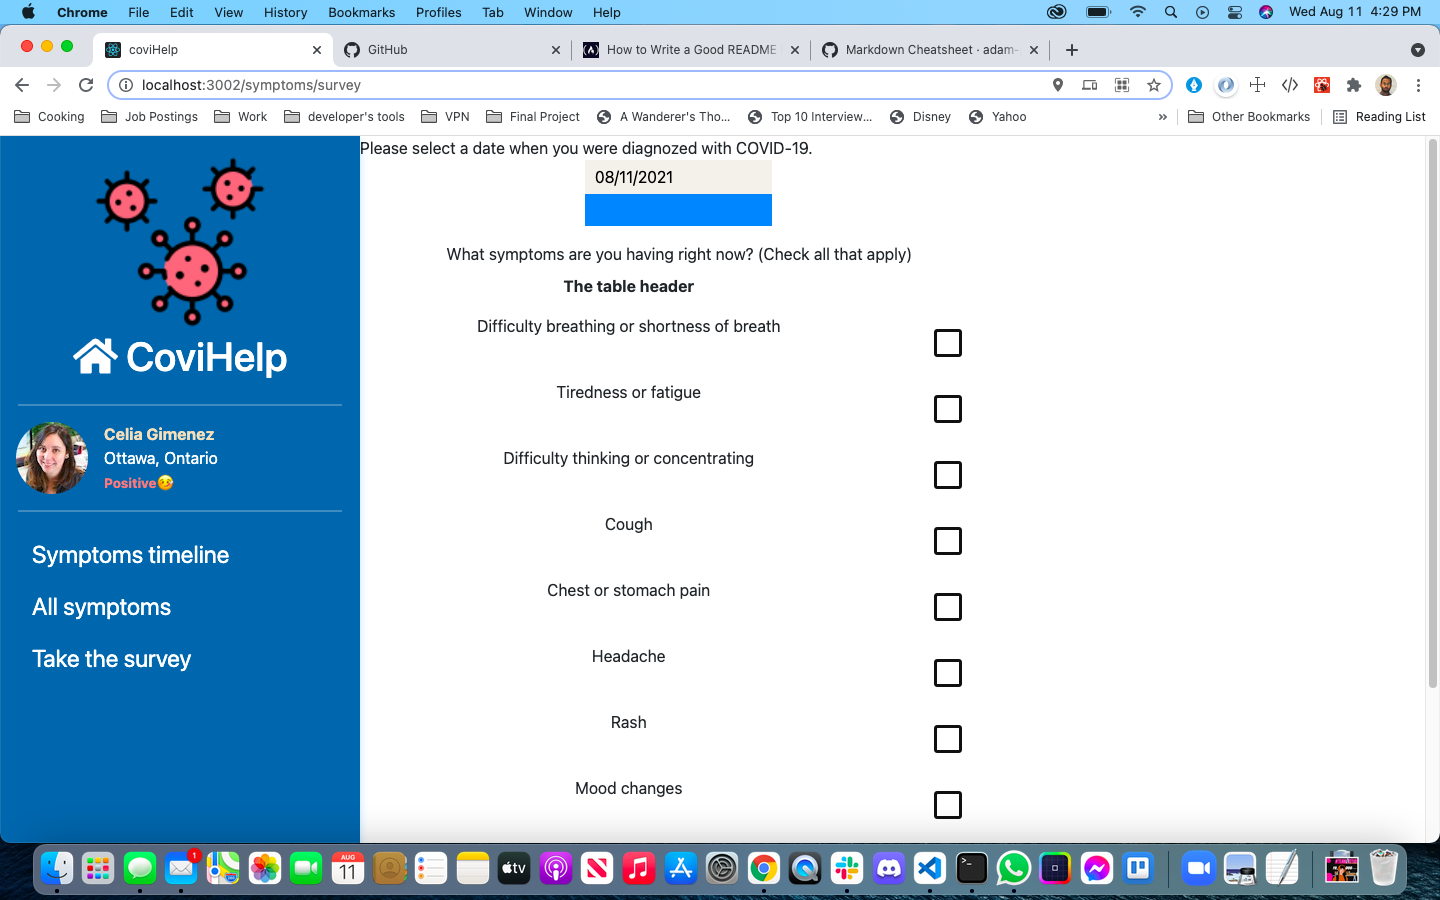 Chrome File Edit View History Bookmarks Profiles Tab Window Help Wed Aug 11 4:29 PM
coviHelp GitHub How to Write a Good README Markdown Cheatsheet · adam-
localhost:3002/symptoms/survey
Cooking Job Postings Work developer's tools VPN Final Project A Wanderer's Tho... Top 10 Interview... Disney Yahoo » Other Bookmarks Reading List
Please select a date when you were diagnozed with COVID-19.
08/11/2021
What symptoms are you having right now? (Check all that apply)
The table header
Difficulty breathing or shortness of breath
Tiredness or fatigue
Difficulty thinking or concentrating
Cough
Chest or stomach pain
Headache
Rash
Mood changes
CoviHelp
Celia Gimenez
Ottawa, Ontario
Positive🤒
Symptoms timeline
All symptoms
Take the survey
1
AUG
11
tv